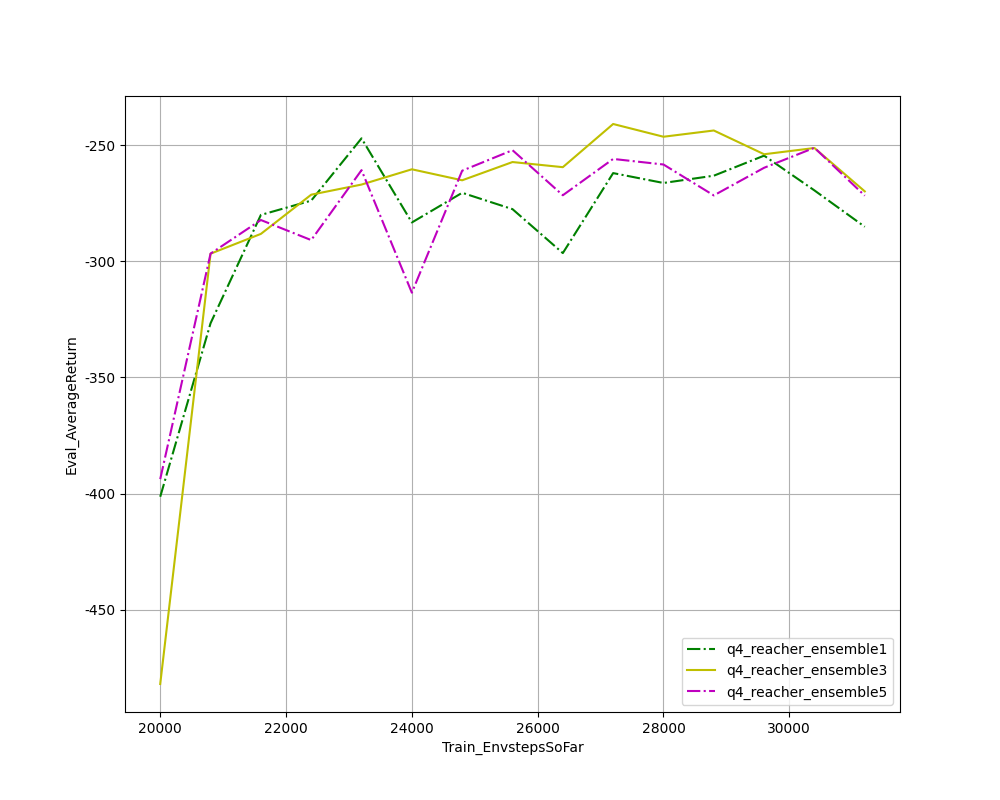 Eval_AverageReturn
-250
-300
-350
-400
-450
20000 22000 24000 26000 28000 30000
Train_EnvstepsSoFar
q4_reacher_ensemble1
q4_reacher_ensemble3
q4_reacher_ensemble5